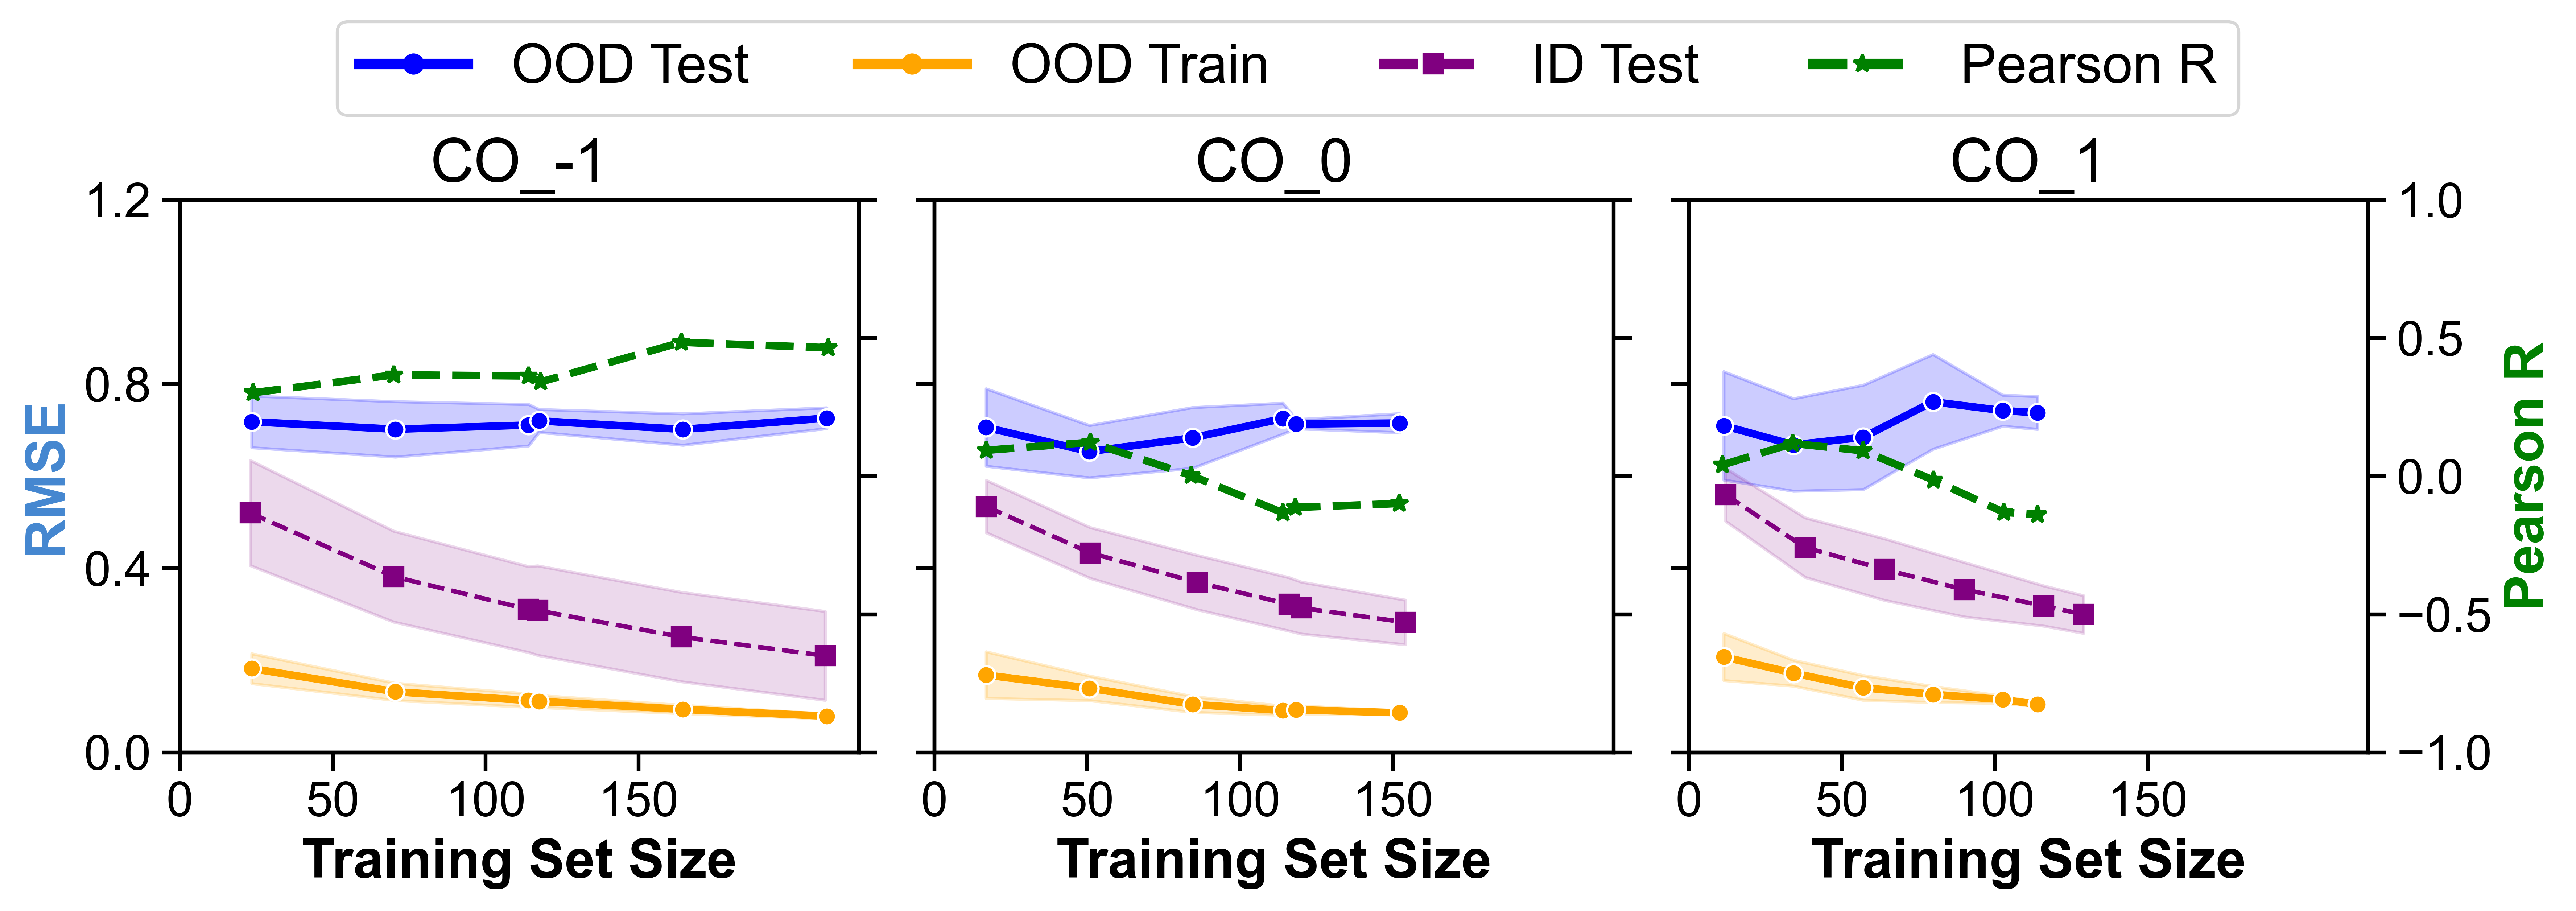 OOD Test OOD Train ID Test Pearson R
CO_-1 CO_0 CO_1
RMSE
1.2
0.8
0.4
0.0
1.0
0.5
0.0
−0.5
−1.0
Pearson R
0 50 100 150 0 50 100 150 0 50 100 150
Training Set Size Training Set Size Training Set Size